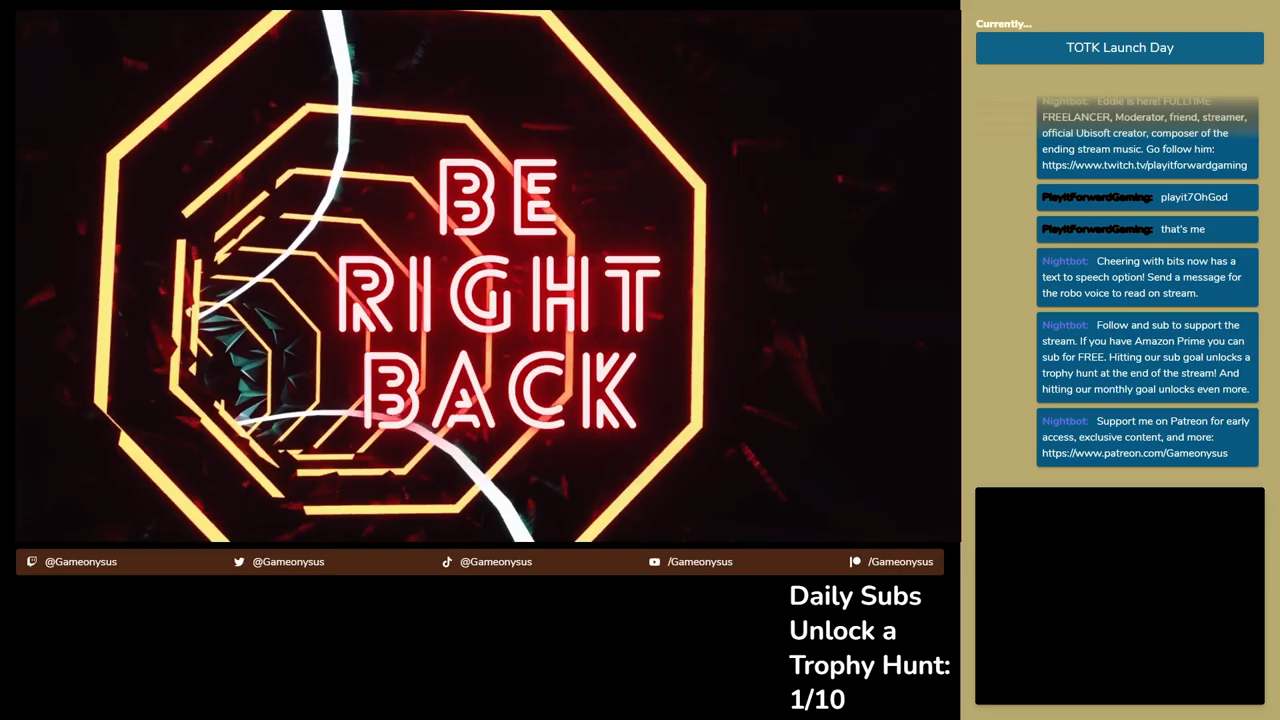 BE
RIGHT
BACK
@Gameonysus
@Gameonysus
@Gameonysus
/Gameonysus
/Gameonysus
Daily Subs
Unlock a
Trophy Hunt:
1/10
Currently...
TOTK Launch Day
Nightbot: Eddie is here! FULLTIME
FREELANCER, Moderator, friend, streamer,
official Ubisoft creator, composer of the
ending stream music. Go follow him:
https://www.twitch.tv/playitforwardgaming
PlayItForwardGaming: playit7OhGod
PlayItForwardGaming: that's me
Nightbot: Cheering with bits now has a
text to speech option! Send a message for
the robo voice to read on stream.
Nightbot: Follow and sub to support the
stream. If you have Amazon Prime you can
sub for FREE. Hitting our sub goal unlocks a
trophy hunt at the end of the stream! And
hitting our monthly goal unlocks even more.
Nightbot: Support me on Patreon for early
access, exclusive content, and more:
https://www.patreon.com/Gameonysus